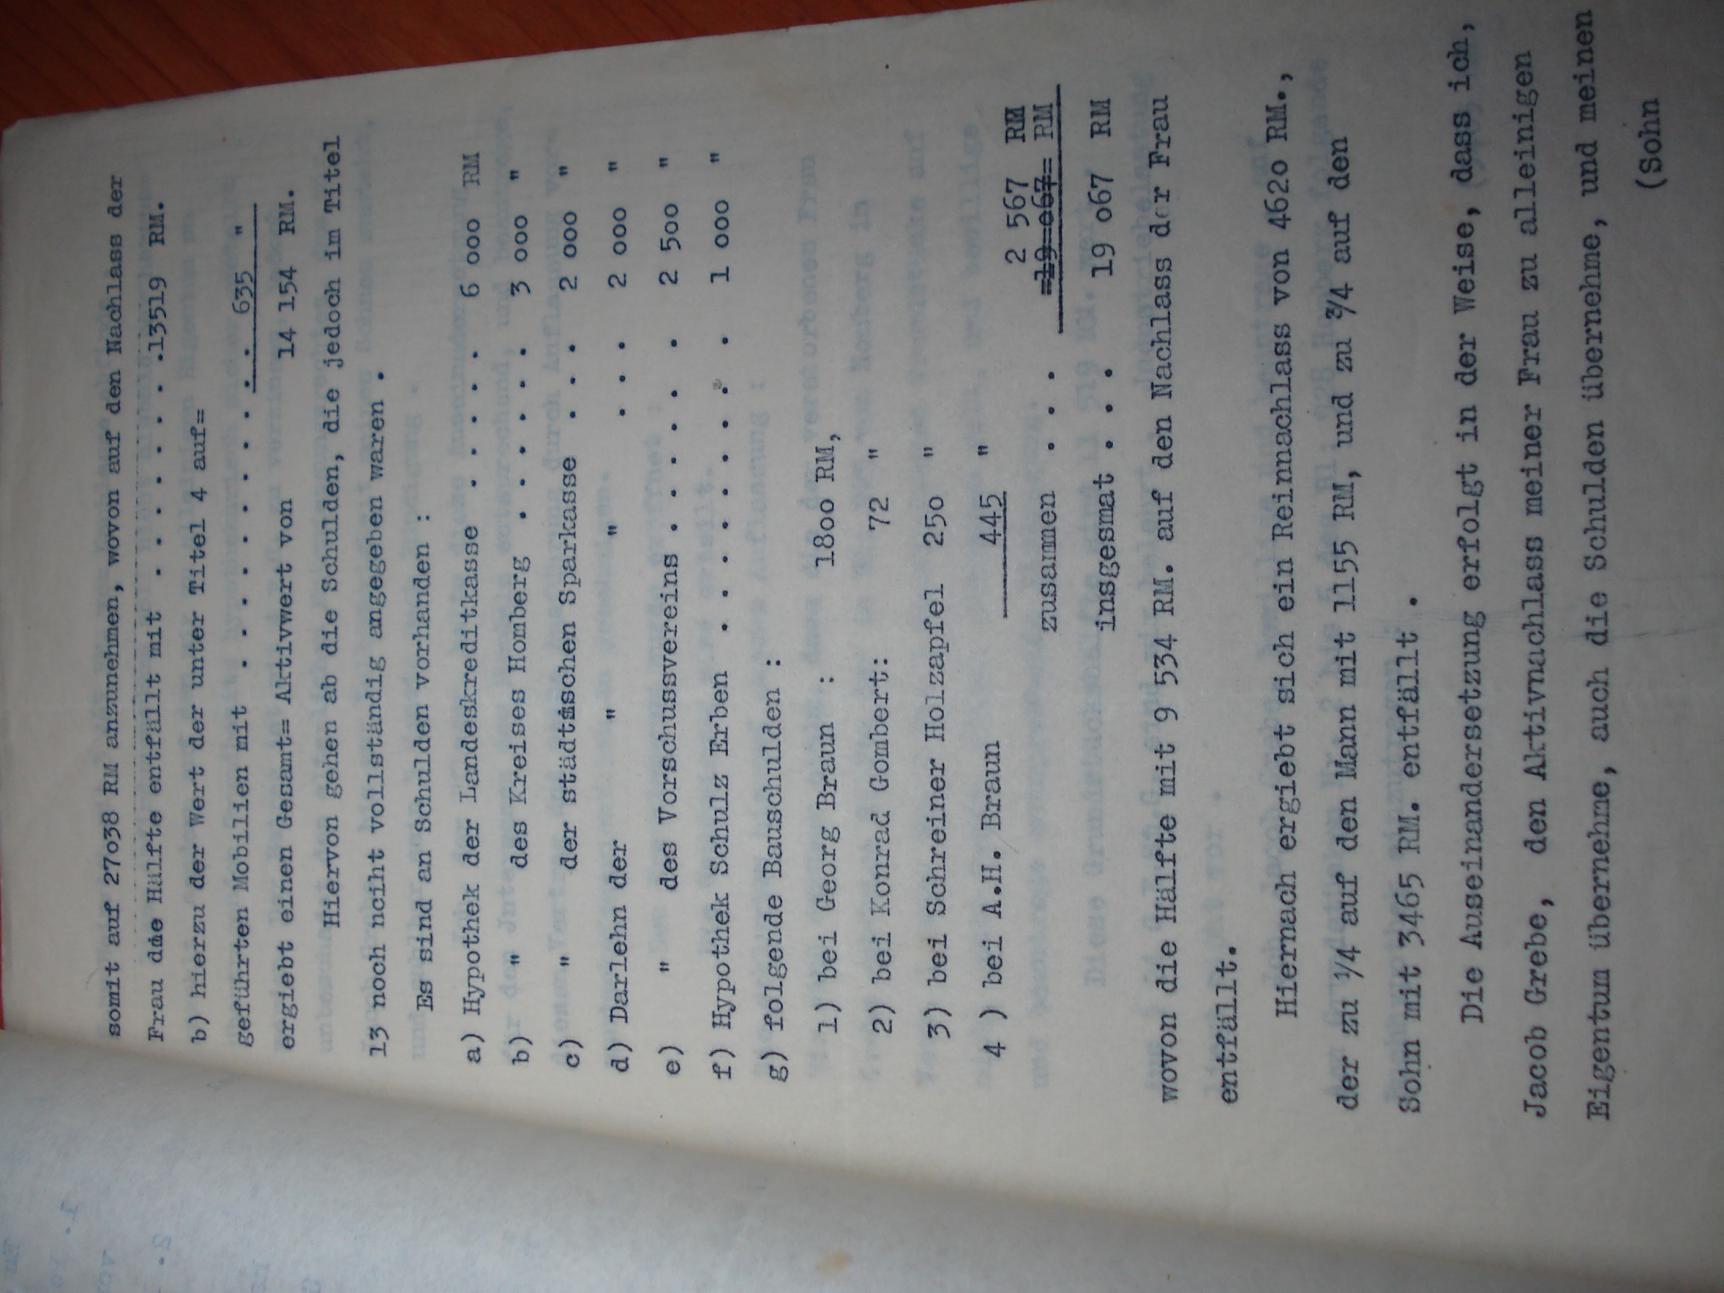 somit auf 27o38 RM anzunehmen, wovon auf den Nachlass der
Frau die Hälfte entfällt mit . . . . . . . .13519 RM.
b) hierzu der Wert der unter Titel 4 auf=
geführten Mobilien mit . . . . . . . . . 635 "
ergiebt einen Gesamt= Aktivwert von 14 154 RM.
Hiervon gehen ab die Schulden, die jedoch im Titel
13 noch nciht vollständig angegeben waren .
Es sind an Schulden vorhanden :
a) Hypothek der Landeskreditkasse . . . . 6 ooo RM
b) " des Kreises Homberg . . . . . 3 ooo "
c) " der städtischen Sparkasse . . . 2 ooo "
d) Darlehn der " " . . . 2 ooo "
e) " des Vorschussvereins . . . . . 2 5oo "
f) Hypothek Schulz Erben . . . . . . . 1 ooo "
g) folgende Bauschulden :
1) bei Georg Braun : 18oo RM,
2) bei Konrad Gombert: 72 "
3) bei Schreiner Holzapfel 25o "
4 ) bei A.H. Braun 445 "
2 567 RM
zusammen . . . =19=o67= RM
insgesmat . . . 19 o67 RM
wovon die Hälfte mit 9 534 RM. auf den Nachlass der Frau
entfällt.
Hiernach ergiebt sich ein Reinnachlass von 462o RM.,
der zu 1/4 auf den Mann mit 1155 RM, und zu 3/4 auf den
Sohn mit 3465 RM. entfällt .
Die Auseinandersetzung erfolgt in der Weise, dass ich,
Jacob Grebe, den Aktivnachlass meiner Frau zu alleinigen
Eigentum übernehme, auch die Schulden übernehme, und meinen
(Sohn